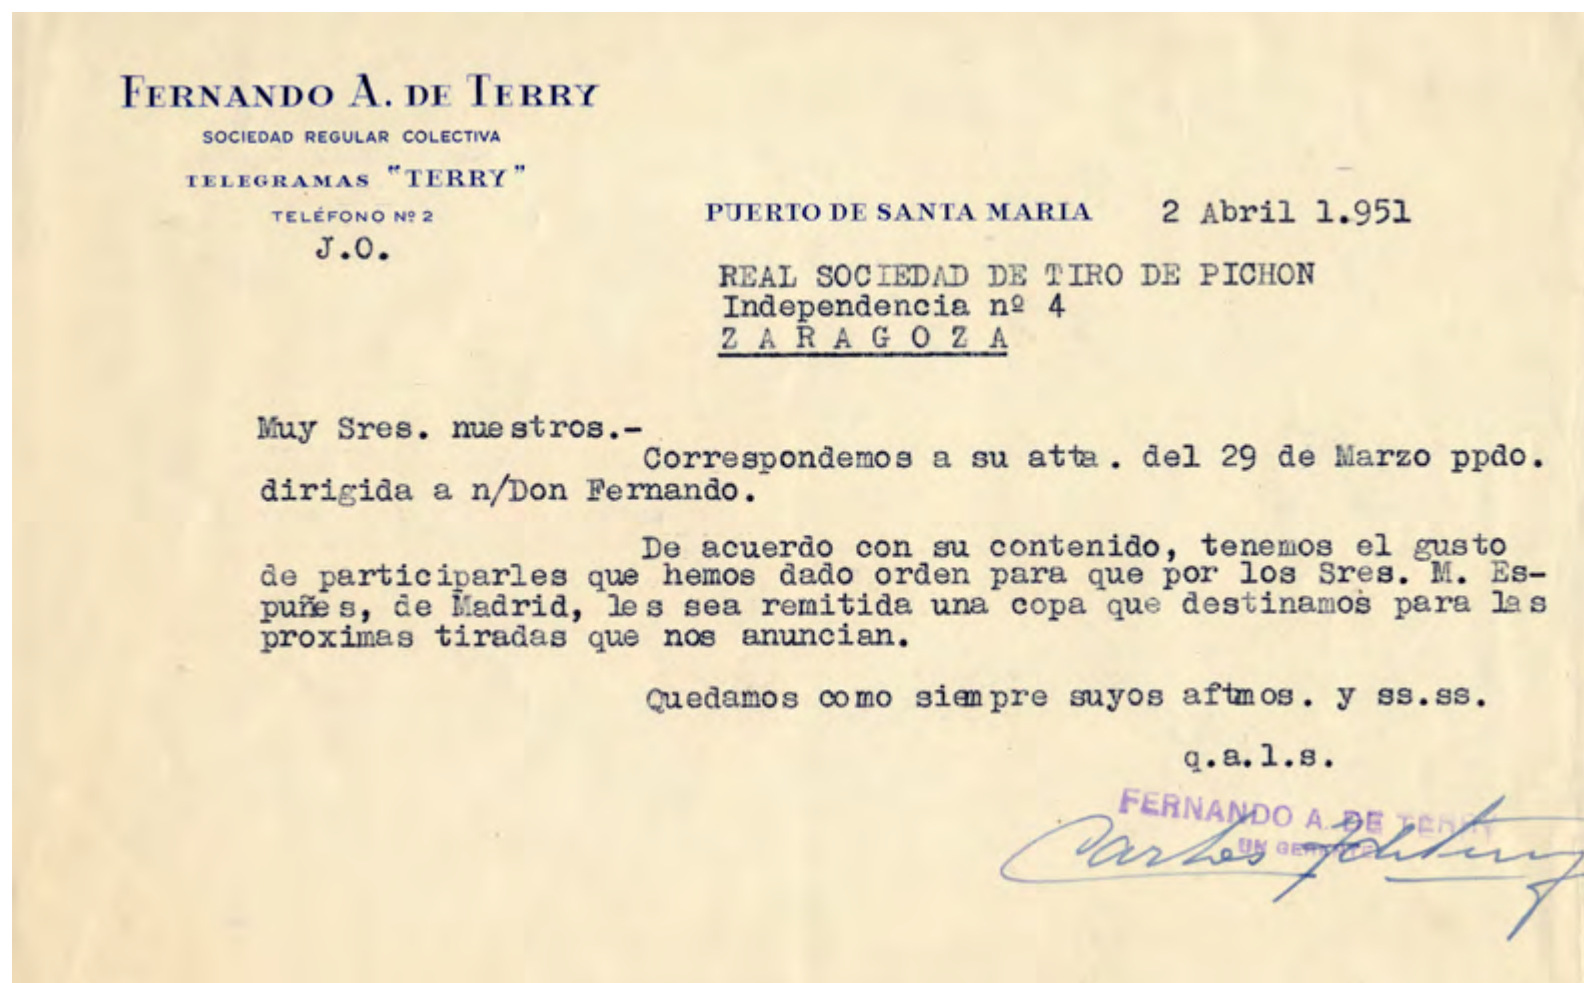 FERNANDO A. DE TERRY
SOCIEDAD REGULAR COLECTIVA
TELEGRAMAS "TERRY"
TELÉFONO Nº 2
J.O.
PUERTO DE SANTA MARIA 2 Abril 1.951
REAL SOCIEDAD DE TIRO DE PICHON
Independencia nº 4
Z A R A G O Z A
Muy Sres. nuestros.-
Correspondemos a su atta. del 29 de Marzo ppdo.
dirigida a n/Don Fernando.
De acuerdo con su contenido, tenemos el gusto
de participarles que hemos dado orden para que por los Sres. M. Es-
puñes, de Madrid, les sea remitida una copa que destinamos para las
proximas tiradas que nos anuncian.
Quedamos como siempre suyos aftmos. y ss.ss.
q.a.l.s.
FERNANDO A. DE TERRY
UN GERENTE
Carlos